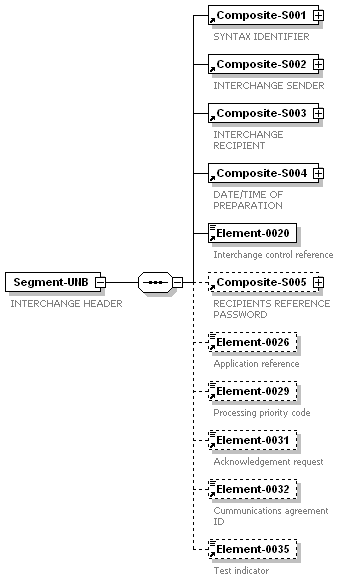 Composite-S001
SYNTAX IDENTIFIER
Composite-S002
INTERCHANGE SENDER
Composite-S003
INTERCHANGE
RECIPIENT
Composite-S004
DATE/TIME OF
PREPARATION
Element-0020
Interchange control reference
Segment-UNB
INTERCHANGE HEADER
Composite-S005
RECIPIENTS REFERENCE
PASSWORD
Element-0026
Application reference
Element-0029
Processing priority code
Element-0031
Acknowledgement request
Element-0032
Cummunications agreement
ID
Element-0035
Test indicator